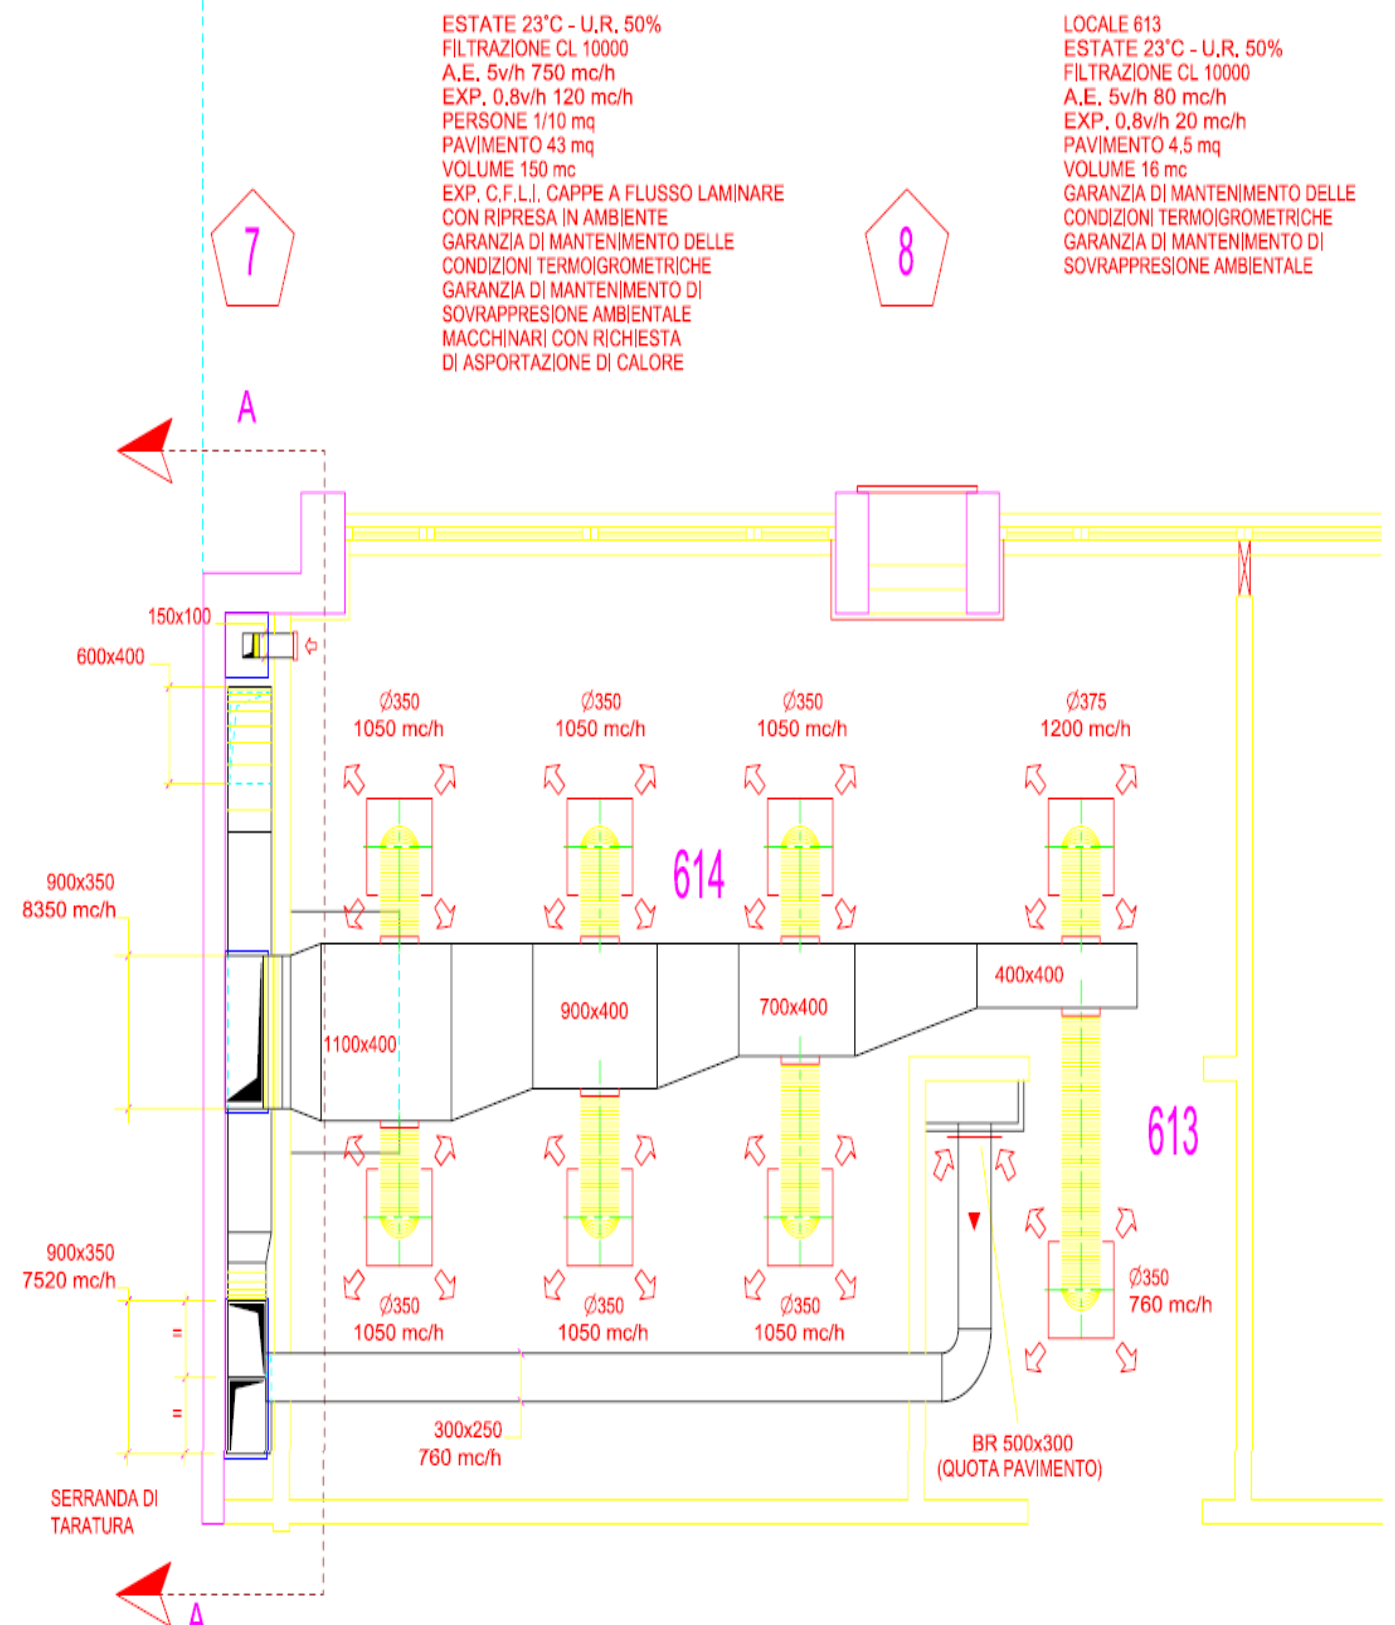 ESTATE 23°C - U.R. 50%
FILTRAZIONE CL 10000
A.E. 5v/h 750 mc/h
EXP. 0.8v/h 120 mc/h
PERSONE 1/10 mq
PAVIMENTO 43 mq
VOLUME 150 mc
EXP. C.F.L.I. CAPPE A FLUSSO LAMINARE
CON RIPRESA IN AMBIENTE
GARANZIA DI MANTENIMENTO DELLE
CONDIZIONI TERMOIGROMETRICHE
GARANZIA DI MANTENIMENTO DI
SOVRAPPRESIONE AMBIENTALE
MACCHINARI CON RICHIESTA
DI ASPORTAZIONE DI CALORE
LOCALE 613
ESTATE 23°C - U.R. 50%
FILTRAZIONE CL 10000
A.E. 5v/h 80 mc/h
EXP. 0.8v/h 20 mc/h
PAVIMENTO 4,5 mq
VOLUME 16 mc
GARANZIA DI MANTENIMENTO DELLE
CONDIZIONI TERMOIGROMETRICHE
GARANZIA DI MANTENIMENTO DI
SOVRAPPRESIONE AMBIENTALE
7
8
A
150x100
600x400
Ø350
1050 mc/h
Ø350
1050 mc/h
Ø350
1050 mc/h
Ø375
1200 mc/h
614
900x350
8350 mc/h
1100x400
900x400
700x400
400x400
613
900x350
7520 mc/h
=
=
Ø350
1050 mc/h
Ø350
1050 mc/h
Ø350
1050 mc/h
Ø350
760 mc/h
300x250
760 mc/h
BR 500x300
(QUOTA PAVIMENTO)
SERRANDA DI
TARATURA
A